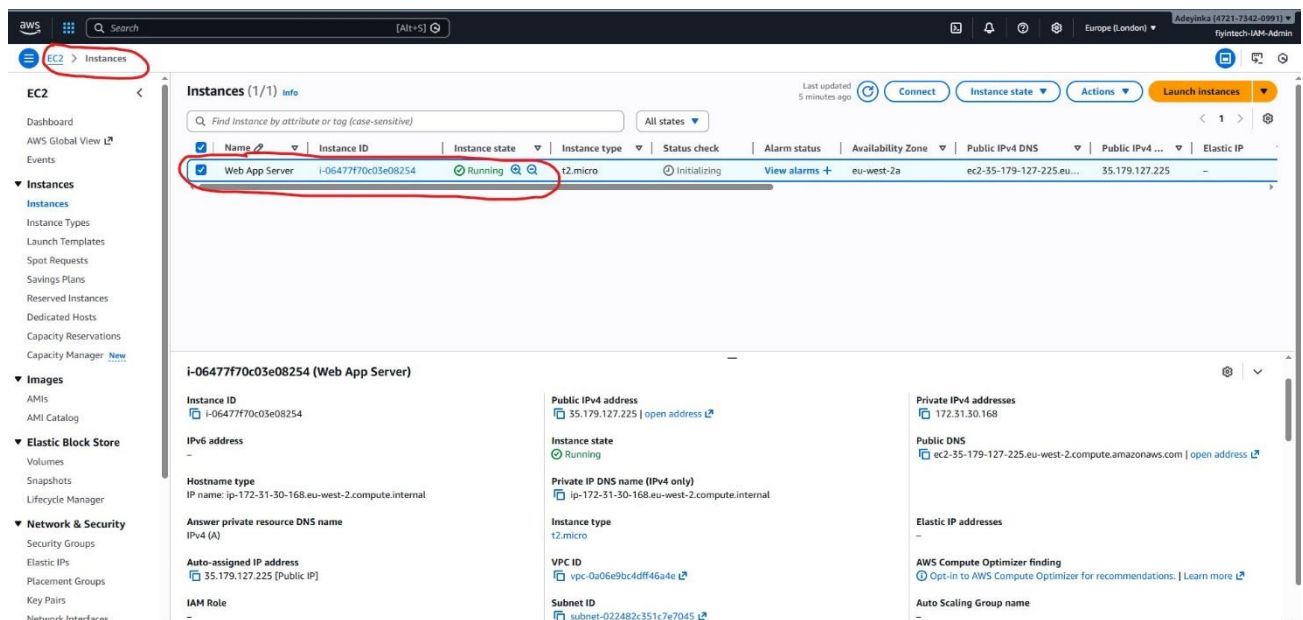 aws
Search [Alt+S]
Europe (London)
Adeyinka (4721-7342-0991)
fiyintech-IAM-Admin
EC2 > Instances
EC2
Dashboard
AWS Global View
Events
Instances
Instances
Instance Types
Launch Templates
Spot Requests
Savings Plans
Reserved Instances
Dedicated Hosts
Capacity Reservations
Capacity Manager New
Images
AMIs
AMI Catalog
Elastic Block Store
Volumes
Snapshots
Lifecycle Manager
Network & Security
Security Groups
Elastic IPs
Placement Groups
Key Pairs
Network Interfaces
Instances (1/1) Info
Last updated
5 minutes ago
Connect
Instance state
Actions
Launch instances
Find Instance by attribute or tag (case-sensitive)
All states
1
Name Instance ID Instance state Instance type Status check Alarm status Availability Zone Public IPv4 DNS Public IPv4 ... Elastic IP
Web App Server i-06477f70c03e08254 Running t2.micro Initializing View alarms + eu-west-2a ec2-35-179-127-225.eu... 35.179.127.225 –
i-06477f70c03e08254 (Web App Server)
Instance ID
i-06477f70c03e08254
Public IPv4 address
35.179.127.225 | open address
Private IPv4 addresses
172.31.30.168
IPv6 address
–
Instance state
Running
Public DNS
ec2-35-179-127-225.eu-west-2.compute.amazonaws.com | open address
Hostname type
IP name: ip-172-31-30-168.eu-west-2.compute.internal
Private IP DNS name (IPv4 only)
ip-172-31-30-168.eu-west-2.compute.internal
Answer private resource DNS name
IPv4 (A)
Instance type
t2.micro
Elastic IP addresses
–
Auto-assigned IP address
35.179.127.225 [Public IP]
VPC ID
vpc-0a06e9bc4dff46a4e
AWS Compute Optimizer finding
Opt-in to AWS Compute Optimizer for recommendations. | Learn more
IAM Role
–
Subnet ID
subnet-022482c351c7e7045
Auto Scaling Group name
–